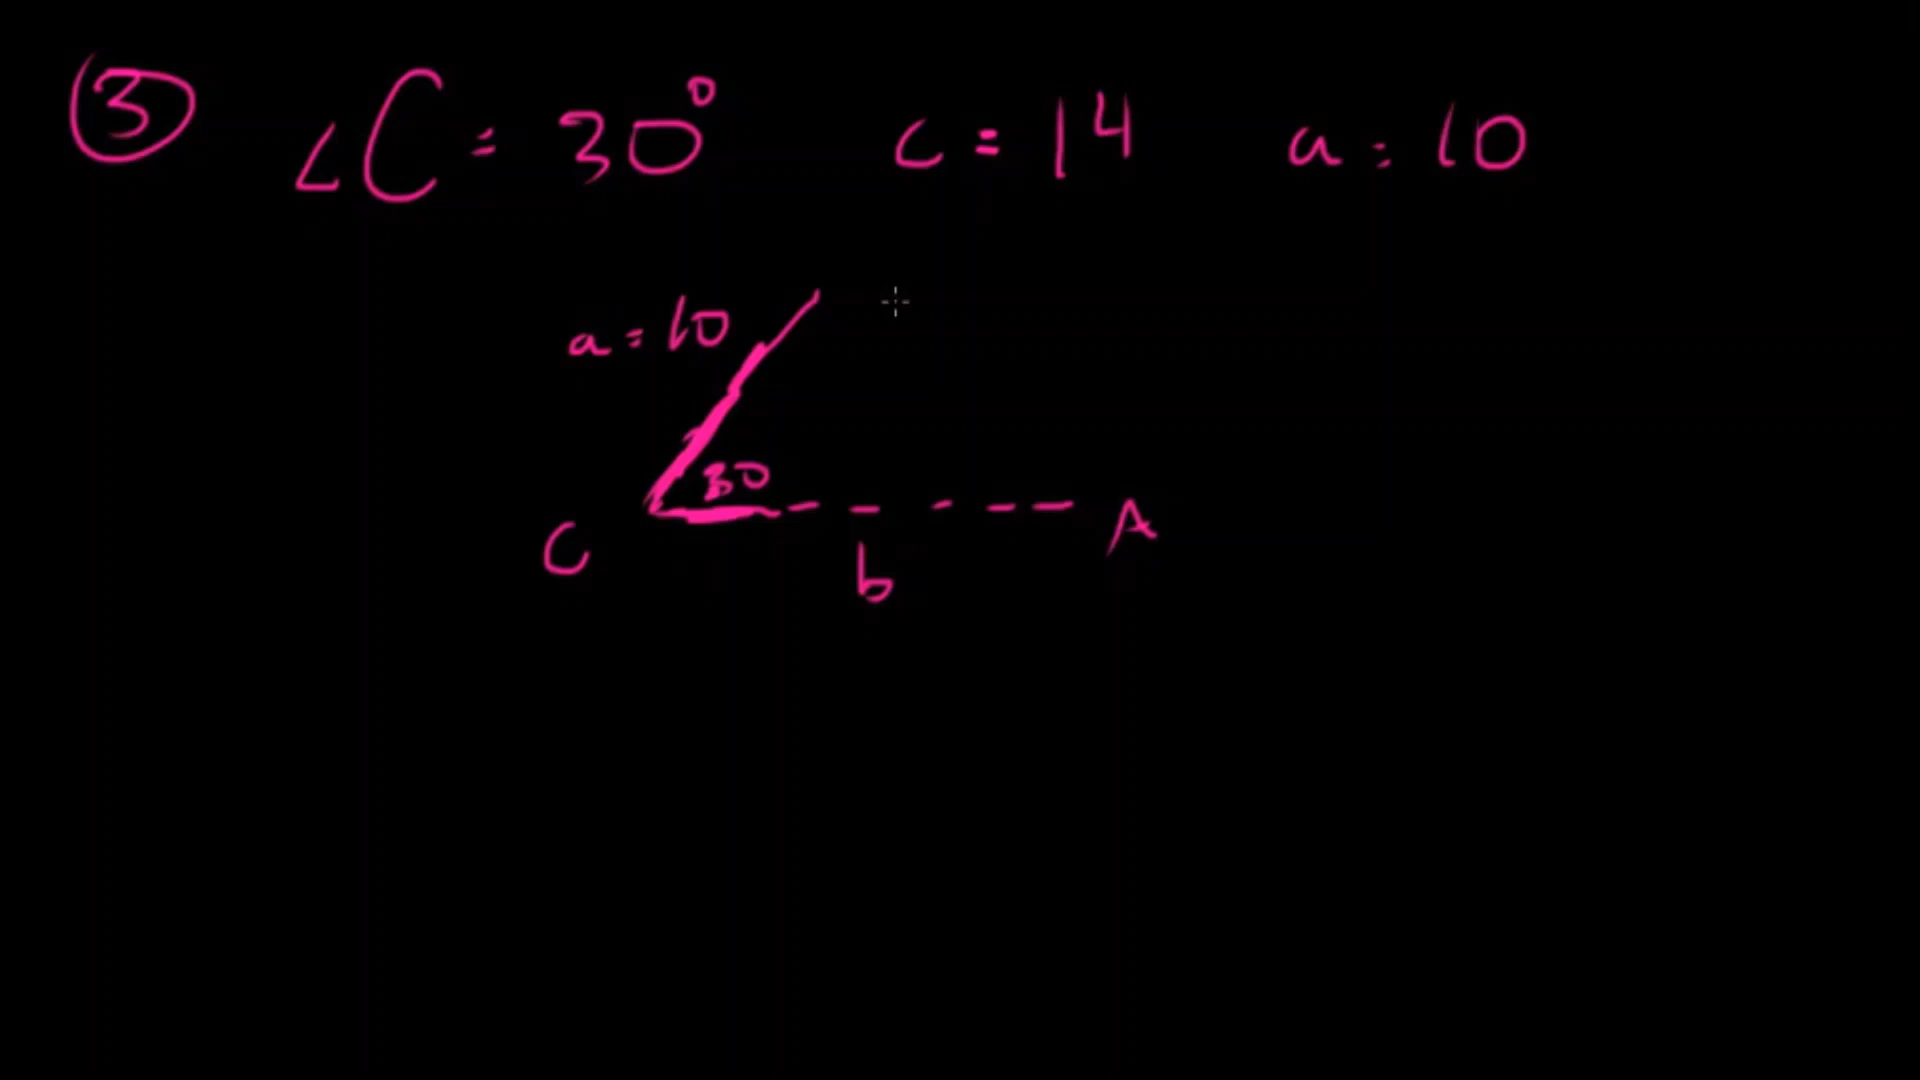 3 ∠C = 30° c = 14 a = 10
a = 10
30
C A
b